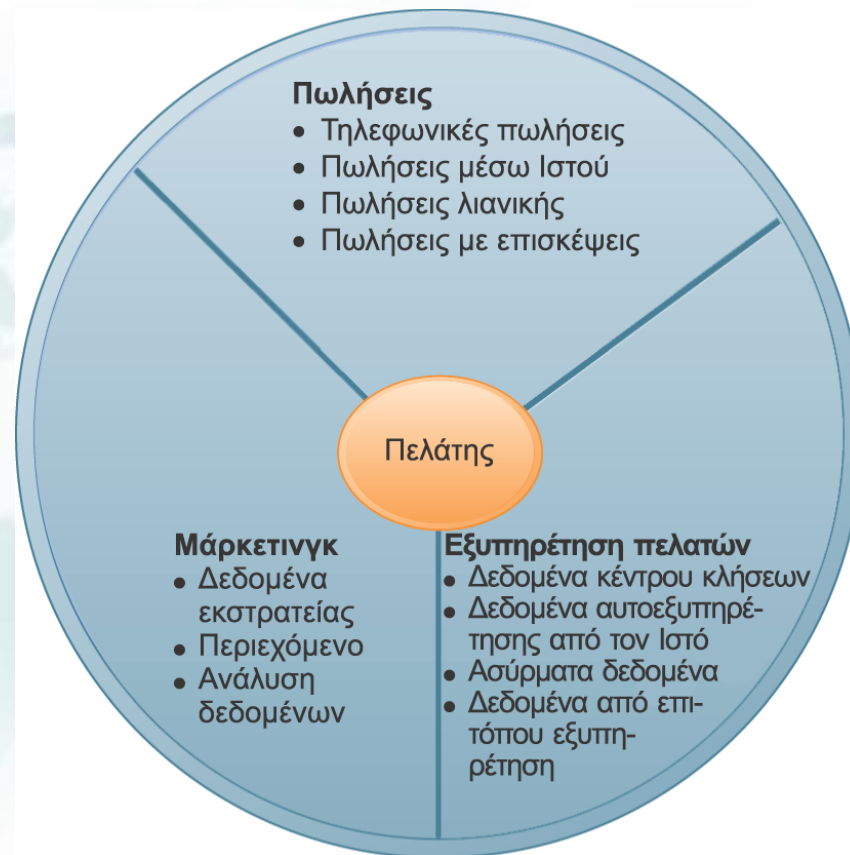 Πωλήσεις
• Τηλεφωνικές πωλήσεις
• Πωλήσεις μέσω Ιστού
• Πωλήσεις λιανικής
• Πωλήσεις με επισκέψεις
Πελάτης
Μάρκετινγκ
• Δεδομένα
εκστρατείας
• Περιεχόμενο
• Ανάλυση
δεδομένων
Εξυπηρέτηση πελατών
• Δεδομένα κέντρου κλήσεων
• Δεδομένα αυτοεξυπηρέ-
τησης από τον Ιστό
• Ασύρματα δεδομένα
• Δεδομένα από επι-
τόπου εξυπη-
ρέτηση